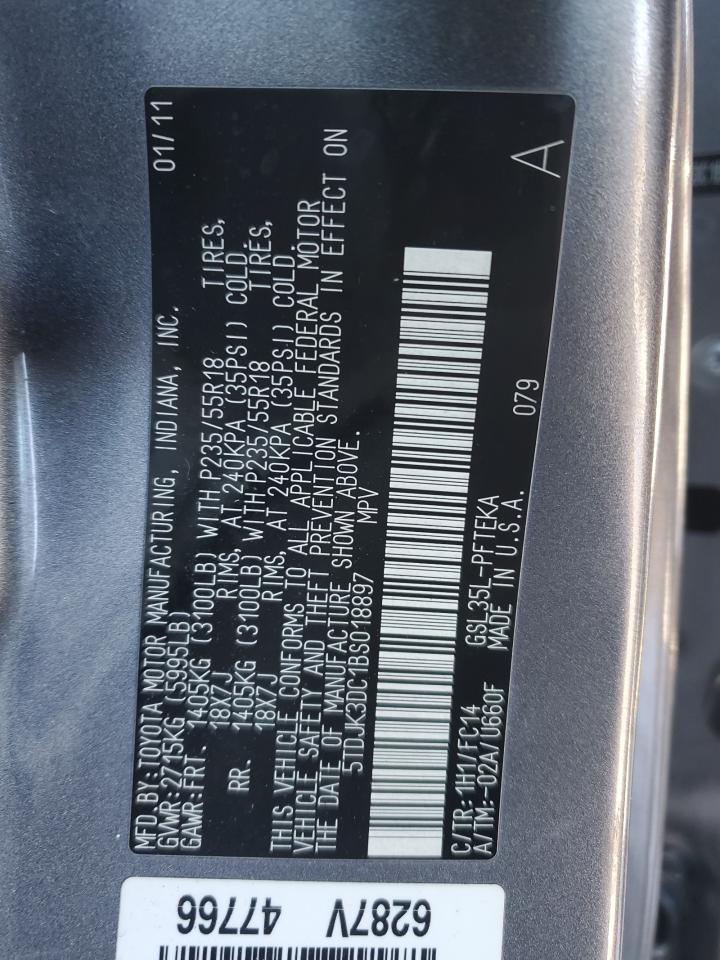 MFD. BY: TOYOTA MOTOR MANUFACTURING, INDIANA, INC. 01/11
GVWR: 2715KG (5995LB)
GAWR: FRT. 1405KG (3100LB) WITH P235/55R18 TIRES,
18X7J RIMS, AT 240KPA (35PSI) COLD.
RR. 1405KG (3100LB) WITH P235/55R18 TIRES,
18X7J RIMS, AT 240KPA (35PSI) COLD.
THIS VEHICLE CONFORMS TO ALL APPLICABLE FEDERAL MOTOR
VEHICLE SAFETY AND THEFT PREVENTION STANDARDS IN EFFECT ON
THE DATE OF MANUFACTURE SHOWN ABOVE.
5TDJK3DC1BS018897 MPV
C/TR: 1H1/FC14 GSL35L-PFTEKA 079
A/TM: -02A/U660F MADE IN U.S.A.
A
6287V 47766